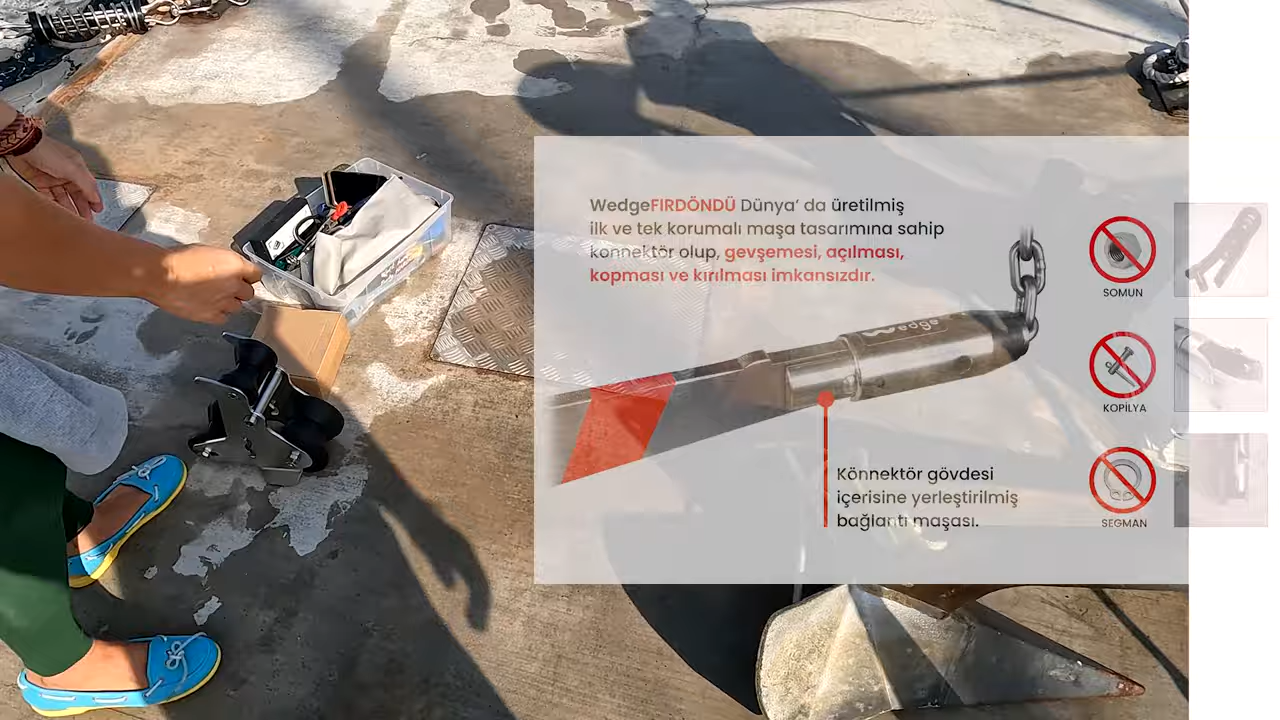 WedgeFIRDÖNDÜ Dünya' da üretilmiş
ilk ve tek korumalı maşa tasarımına sahip
konnektör olup, gevşemesi, açılması,
kopması ve kırılması imkansızdır.
Wedge
SOMUN
KOPİLYA
Könnektör gövdesi
içerisine yerleştirilmiş
bağlantı maşası.
SEGMAN